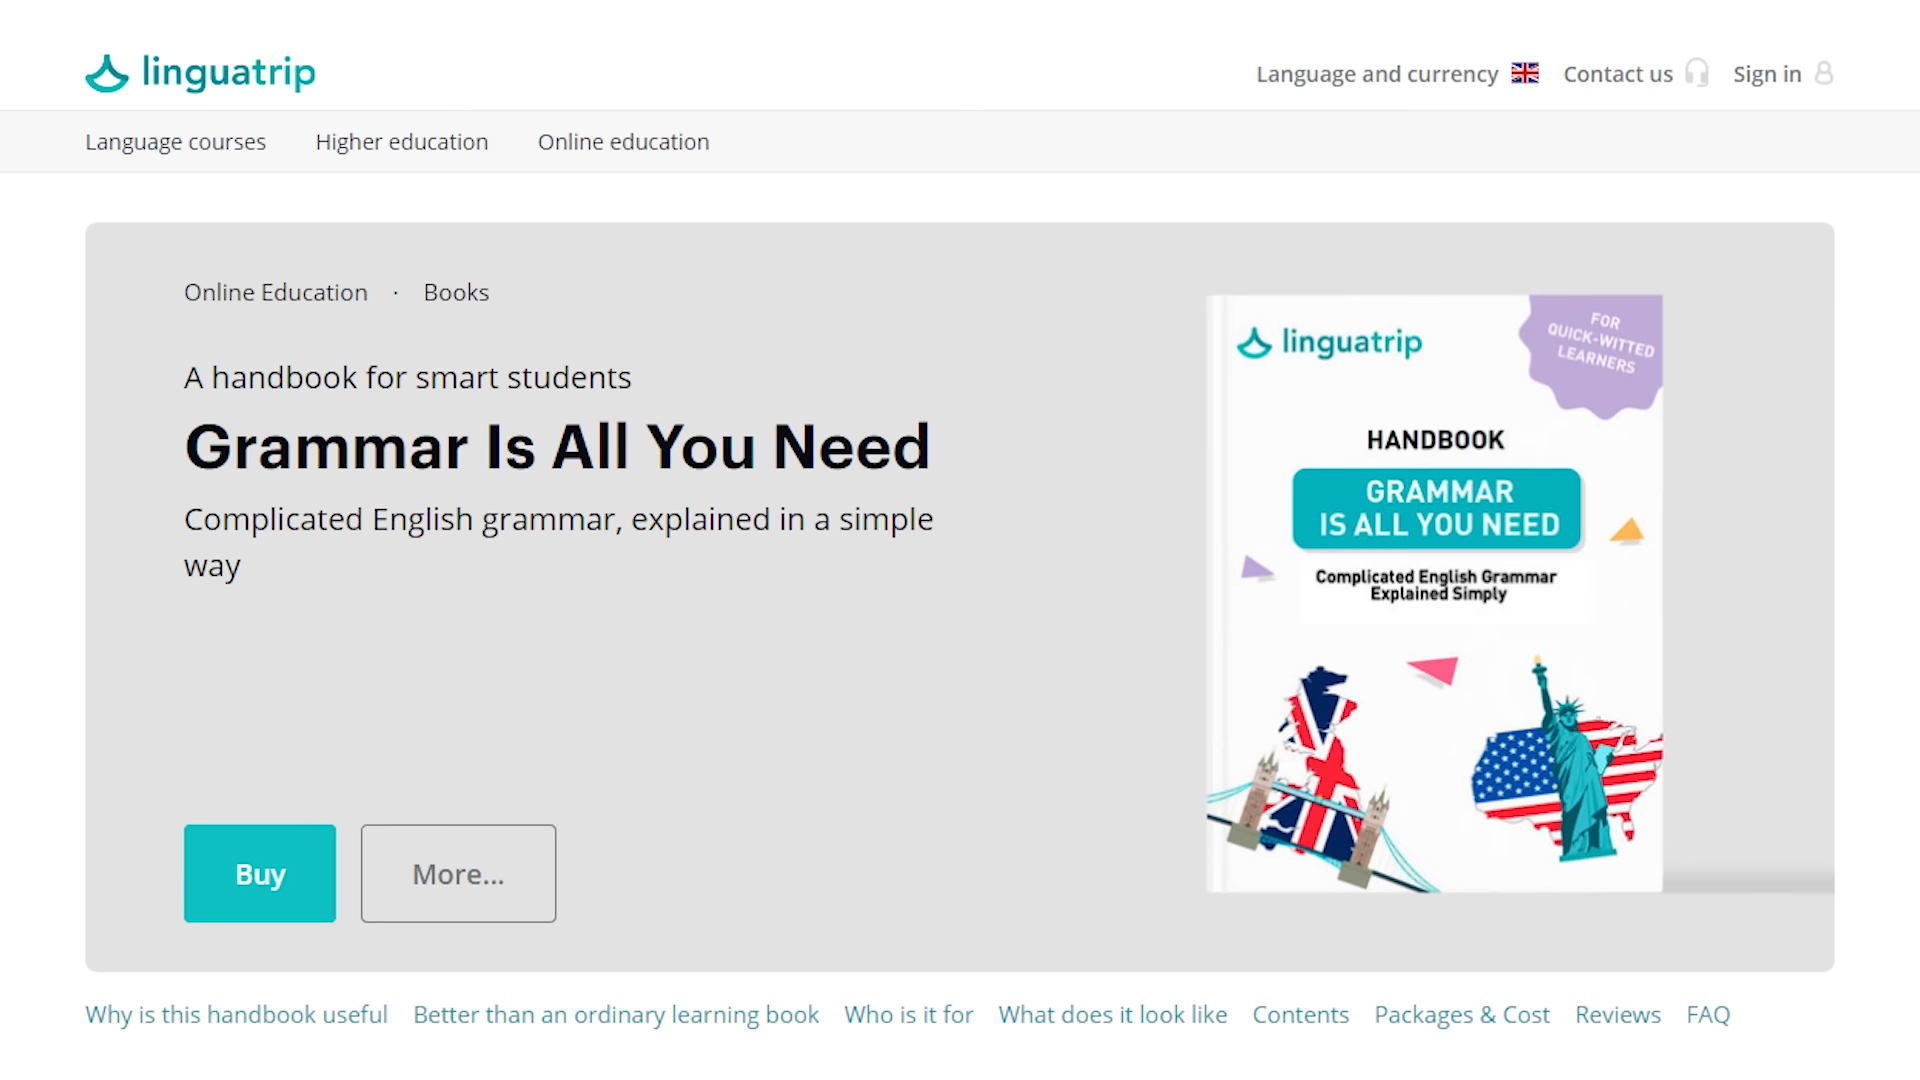 linguatrip
Language and currency
Contact us
Sign in
Language courses
Higher education
Online education
Online Education · Books
A handbook for smart students
Grammar Is All You Need
Complicated English grammar, explained in a simple
way
Buy
More...
linguatrip
FOR
QUICK-WITTED
LEARNERS
HANDBOOK
GRAMMAR
IS ALL YOU NEED
Complicated English Grammar
Explained Simply
Why is this handbook useful
Better than an ordinary learning book
Who is it for
What does it look like
Contents
Packages & Cost
Reviews
FAQ